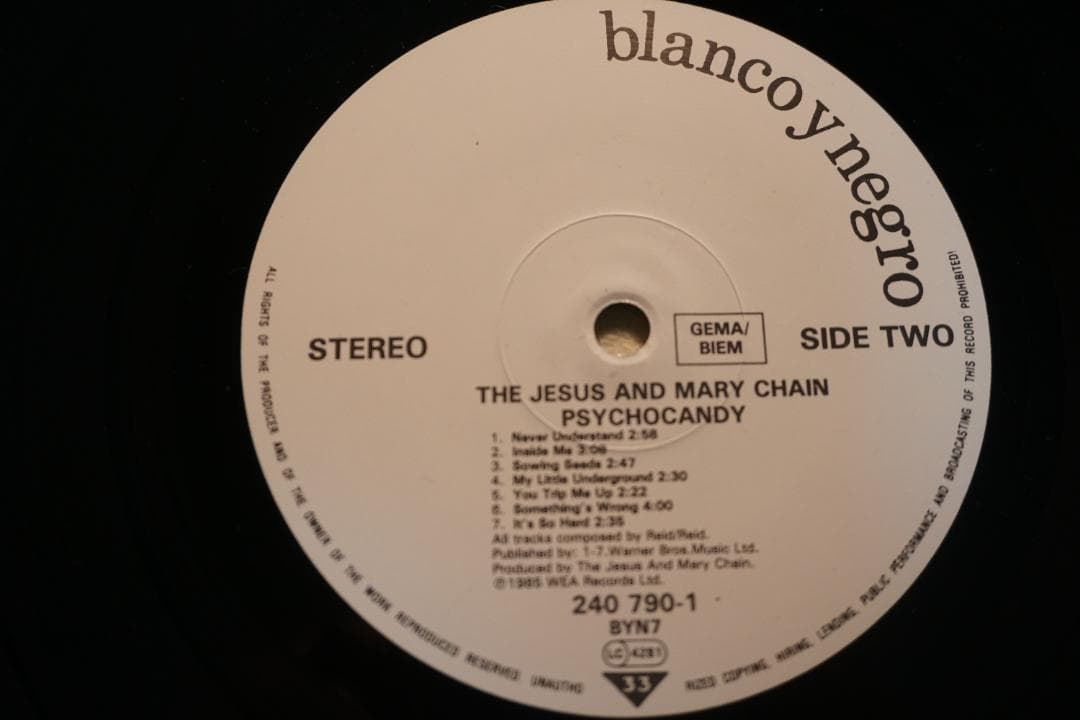 blanco y negro
STEREO
GEMA/
BIEM
SIDE TWO
THE JESUS AND MARY CHAIN
PSYCHOCANDY
1. Never Understand 2:58
2. Inside Me 3:06
3. Sowing Seeds 2:47
4. My Little Underground 2:30
5. You Trip Me Up 2:22
6. Something's Wrong 4:00
7. It's So Hard 2:35
All tracks composed by Reid/Reid.
Published by: 1-7.Warner Bros.Music Ltd.
Produced by The Jesus And Mary Chain.
℗1985 WEA Records Ltd.
240 790-1
BYN7
LC 4281
33
ALL RIGHTS OF THE PRODUCER AND OF THE OWNER OF THE WORK REPRODUCED RESERVED. UNAUTHO
RIZED COPYING, HIRING, LENDING, PUBLIC PERFORMANCE AND BROADCASTING OF THIS RECORD PROHIBITED!